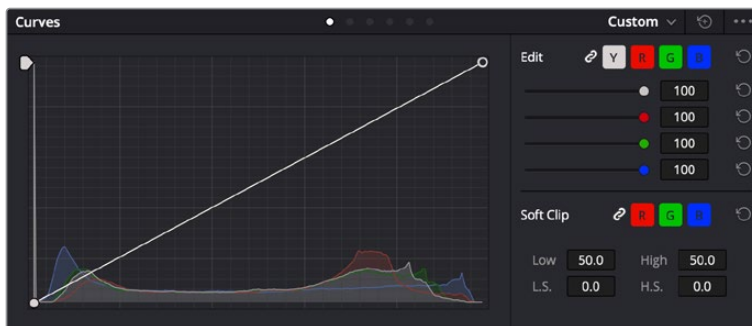 Curves Custom
Edit Y R G B
100
100
100
100
Soft Clip R G B
Low 50.0 High 50.0
L.S. 0.0 H.S. 0.0